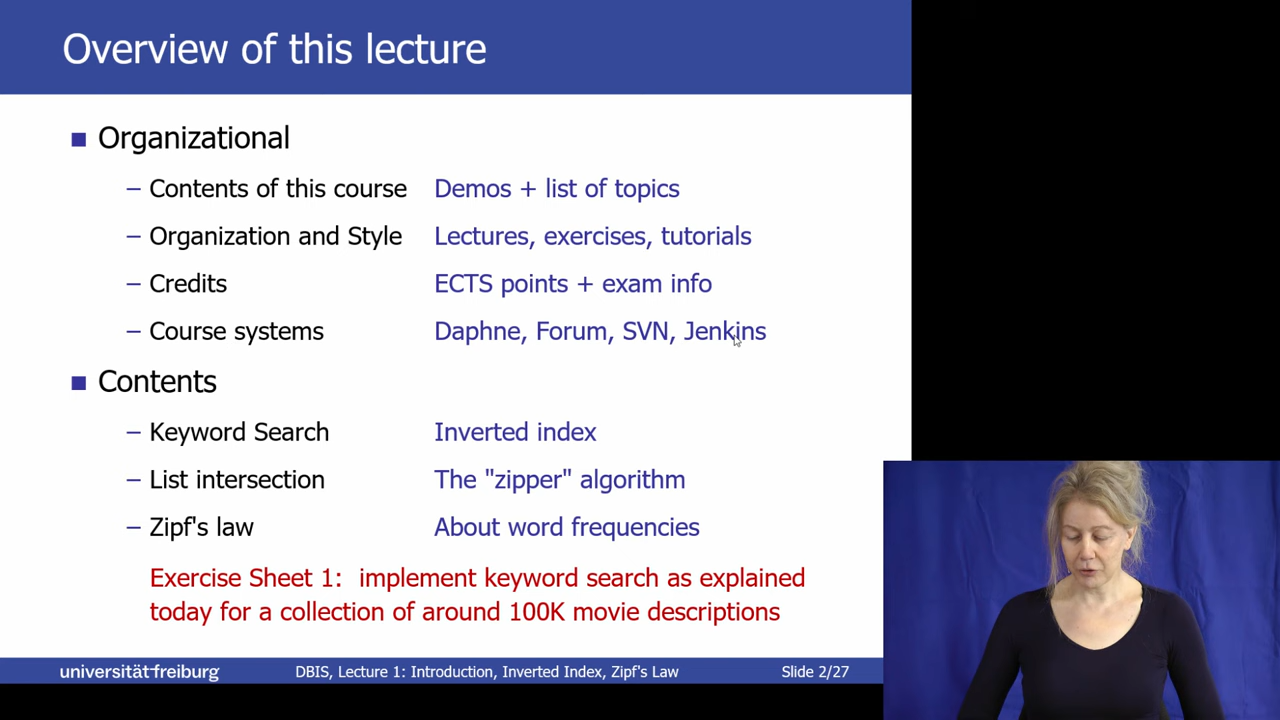 Overview of this lecture
Organizational
– Contents of this course Demos + list of topics
– Organization and Style Lectures, exercises, tutorials
– Credits ECTS points + exam info
– Course systems Daphne, Forum, SVN, Jenkins
Contents
– Keyword Search Inverted index
– List intersection The "zipper" algorithm
– Zipf's law About word frequencies
Exercise Sheet 1: implement keyword search as explained
today for a collection of around 100K movie descriptions
universität freiburg DBIS, Lecture 1: Introduction, Inverted Index, Zipf's Law Slide 2/27